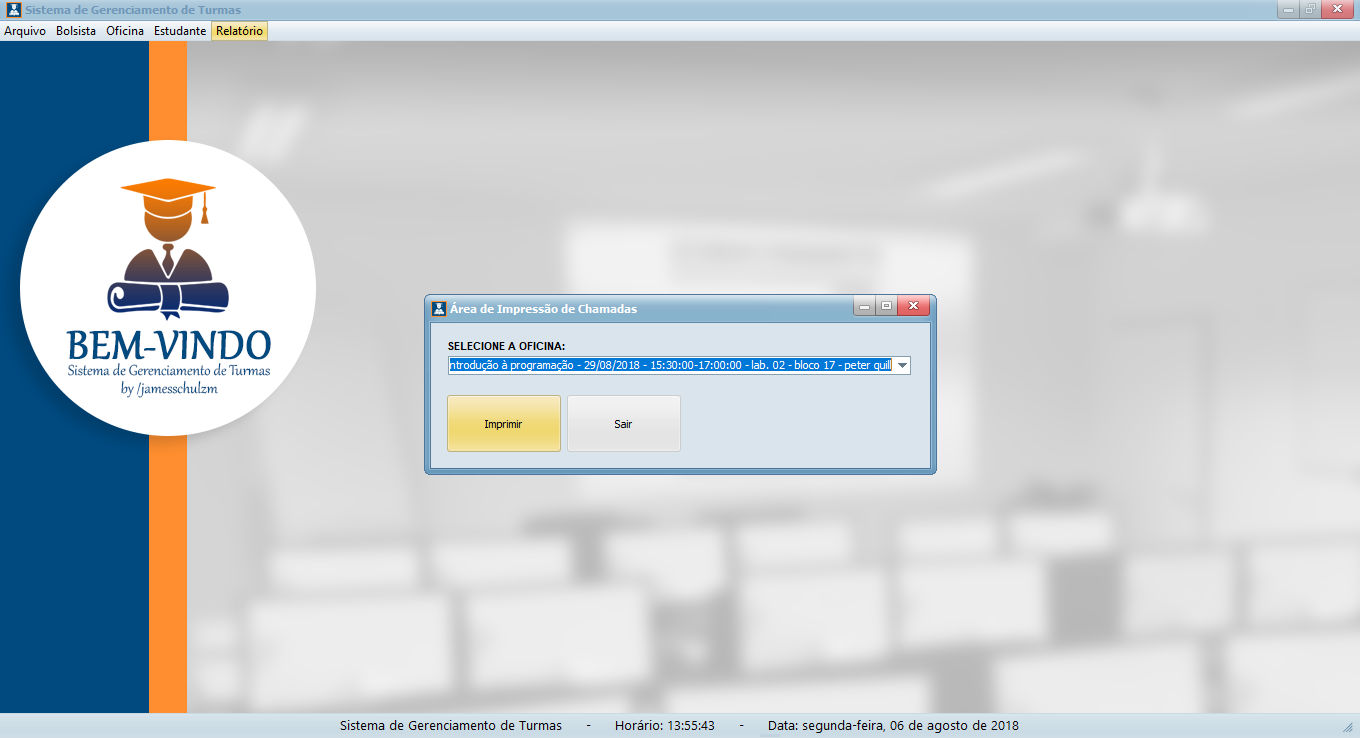 Sistema de Gerenciamento de Turmas
Arquivo Bolsista Oficina Estudante Relatório
BEM-VINDO
Sistema de Gerenciamento de Turmas
by /jamesschulzm
Área de Impressão de Chamadas
SELECIONE A OFICINA:
ntrodução à programação - 29/08/2018 - 15:30:00-17:00:00 - lab. 02 - bloco 17 - peter quill
Imprimir Sair
Sistema de Gerenciamento de Turmas - Horário: 13:55:43 - Data: segunda-feira, 06 de agosto de 2018